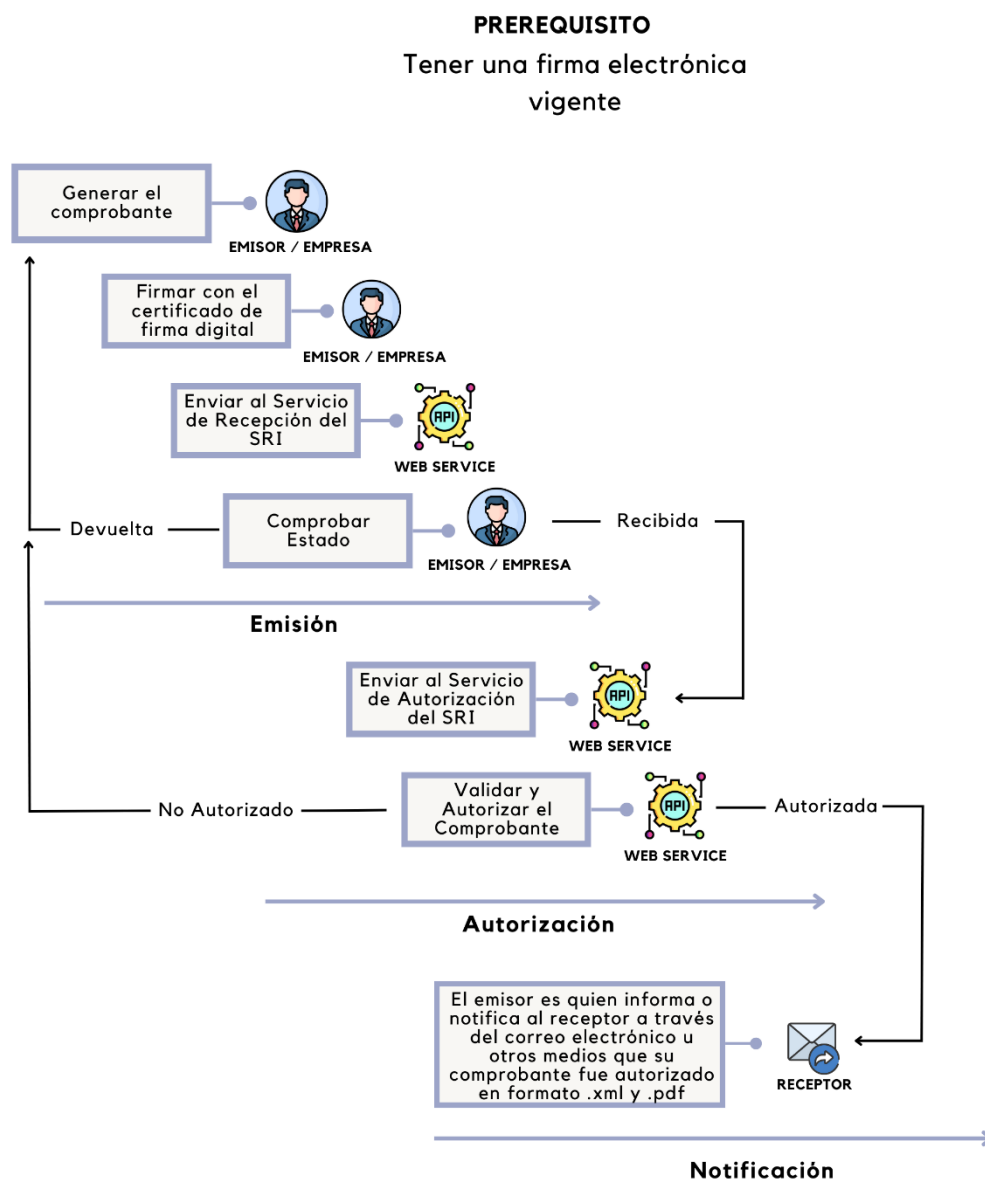 PREREQUISITO
Tener una firma electrónica
vigente
Generar el
comprobante
EMISOR / EMPRESA
Firmar con el
certificado de
firma digital
EMISOR / EMPRESA
Enviar al Servicio
de Recepción del
SRI
API
WEB SERVICE
Devuelta
Comprobar
Estado
EMISOR / EMPRESA
Recibida
Emisión
Enviar al Servicio
de Autorización
del SRI
API
WEB SERVICE
No Autorizado
Validar y
Autorizar el
Comprobante
API
WEB SERVICE
Autorizada
Autorización
El emisor es quien informa o
notifica al receptor a través
del correo electrónico u
otros medios que su
comprobante fue autorizado
en formato .xml y .pdf
RECEPTOR
Notificación